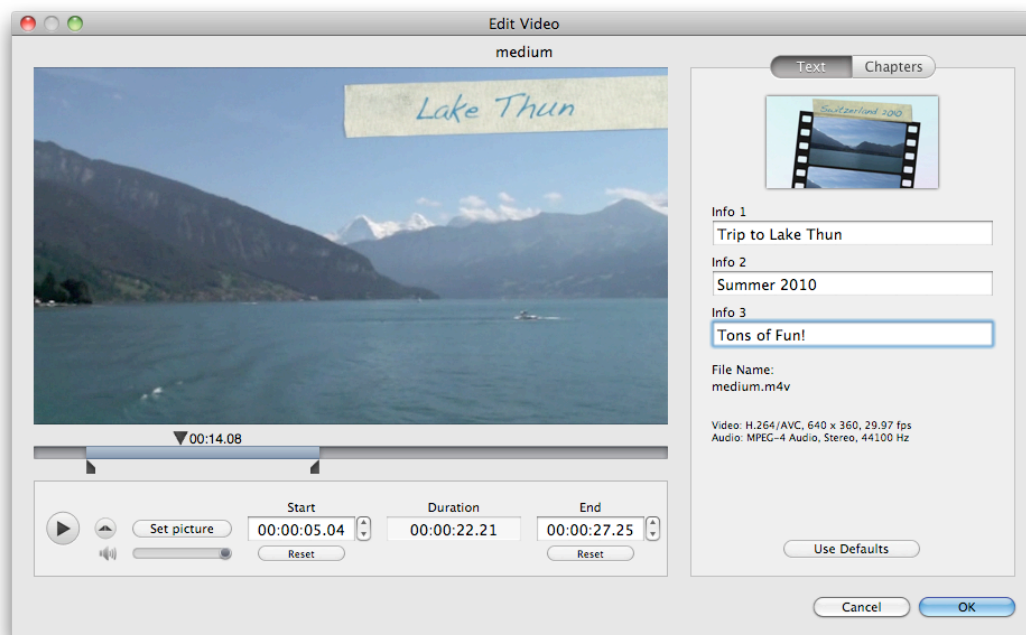 Edit Video
medium
Lake Thun
00:14.08
Set picture
Start
00:00:05.04
Reset
Duration
00:00:22.21
End
00:00:27.25
Reset
Text
Chapters
Switzerland 2010
Info 1
Trip to Lake Thun
Info 2
Summer 2010
Info 3
Tons of Fun!
File Name:
medium.m4v
Video: H.264/AVC, 640 x 360, 29.97 fps
Audio: MPEG-4 Audio, Stereo, 44100 Hz
Use Defaults
Cancel
OK